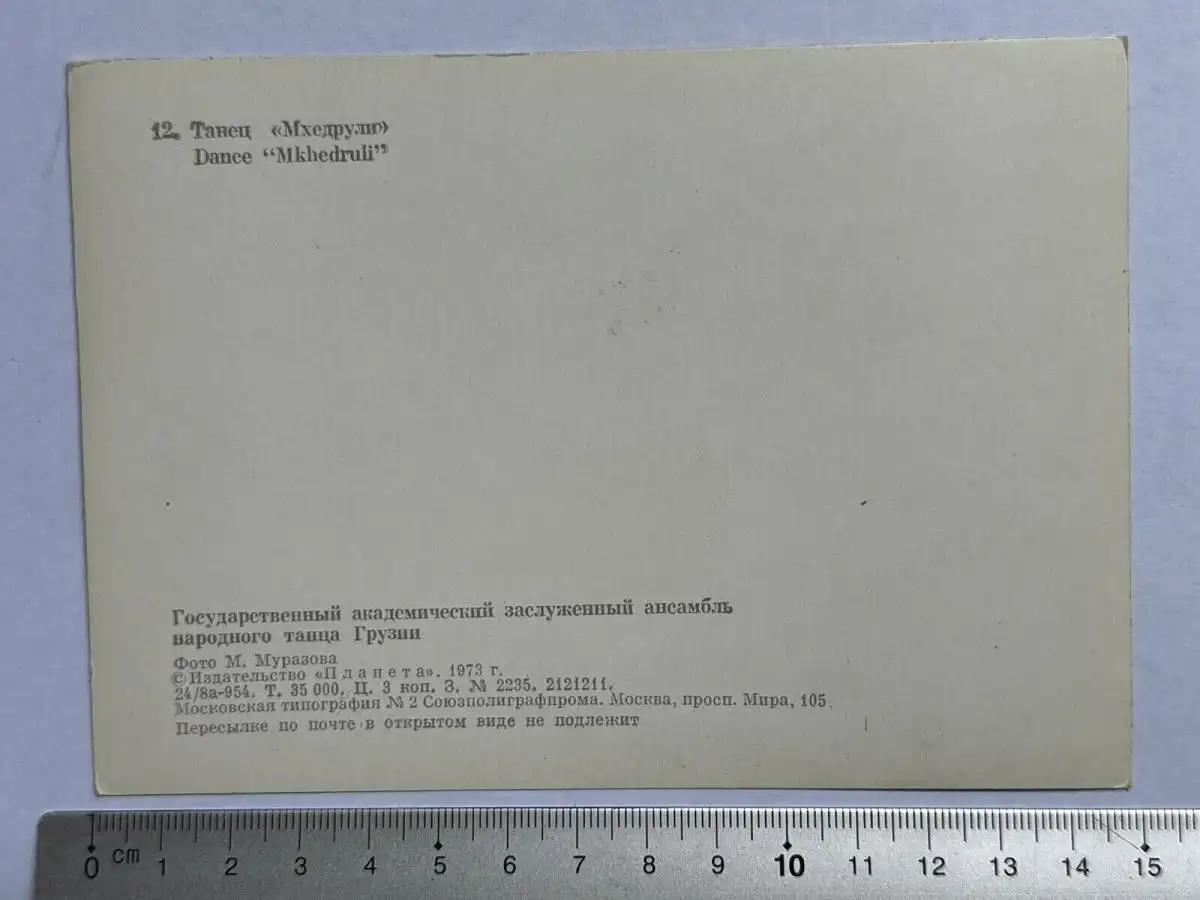 12. Танец «Мхедрули»
Dance “Mkhedruli”
Государственный академический заслуженный ансамбль
народного танца Грузии
Фото М. Муразова
© Издательство «Планета». 1973 г.
24/8а-954. Т. 35 000. Ц. 3 коп. З. № 2235. 2121211.
Московская типография № 2 Союзполиграфпрома. Москва, просп. Мира, 105.
Пересылке по почте в открытом виде не подлежит
0 cm 1 2 3 4 5 6 7 8 9 10 11 12 13 14 15